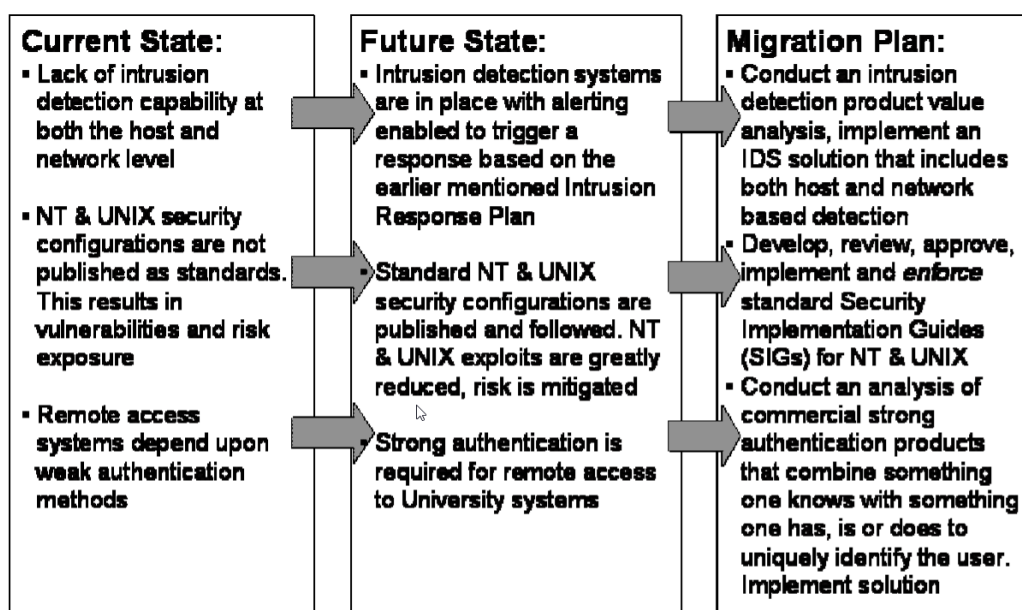 Current State:
▪ Lack of intrusion
detection capability at
both the host and
network level
▪ NT & UNIX security
configurations are not
published as standards.
This results in
vulnerabilities and risk
exposure
▪ Remote access
systems depend upon
weak authentication
methods
Future State:
▪ Intrusion detection systems
are in place with alerting
enabled to trigger a
response based on the
earlier mentioned Intrusion
Response Plan
▪ Standard NT & UNIX
security configurations are
published and followed. NT
& UNIX exploits are greatly
reduced, risk is mitigated
▪ Strong authentication is
required for remote access
to University systems
Migration Plan:
▪ Conduct an intrusion
detection product value
analysis, implement an
IDS solution that includes
both host and network
based detection
▪ Develop, review, approve,
implement and enforce
standard Security
Implementation Guides
(SIGs) for NT & UNIX
▪ Conduct an analysis of
commercial strong
authentication products
that combine something
one knows with something
one has, is or does to
uniquely identify the user.
Implement solution